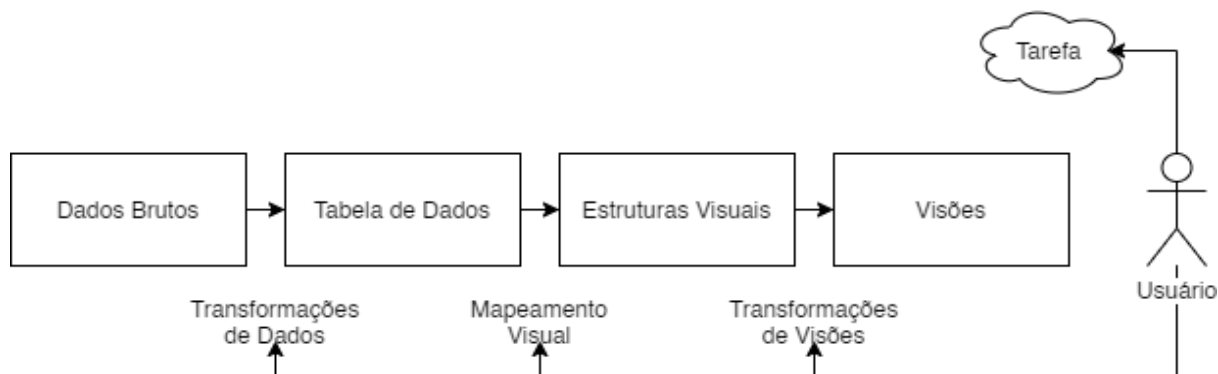 Tarefa
Dados Brutos
Tabela de Dados
Estruturas Visuais
Visões
Usuário
Transformações
de Dados
Mapeamento
Visual
Transformações
de Visões